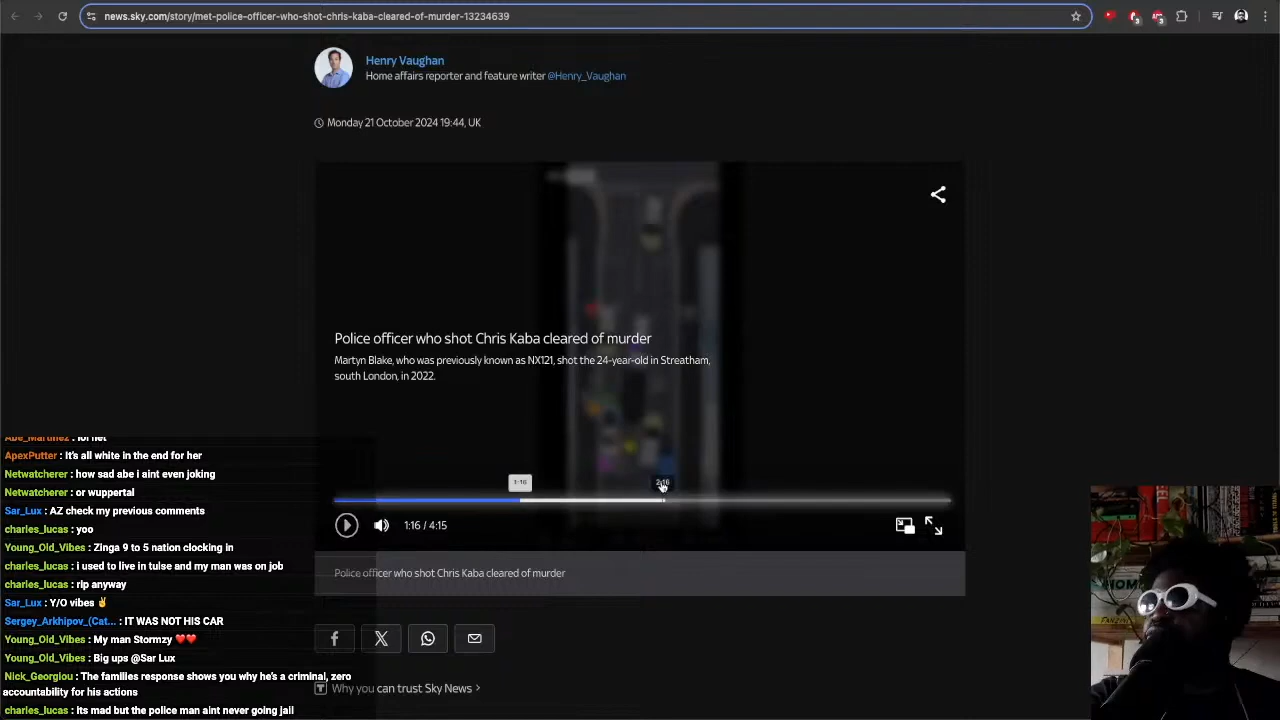 news.sky.com/story/met-police-officer-who-shot-chris-kaba-cleared-of-murder-13234639
Henry Vaughan
Home affairs reporter and feature writer @Henry_Vaughan
Monday 21 October 2024 19:44, UK
Police officer who shot Chris Kaba cleared of murder
Martyn Blake, who was previously known as NX121, shot the 24-year-old in Streatham,
south London, in 2022.
1:16
2:16
1:16 / 4:15
Police officer who shot Chris Kaba cleared of murder
Why you can trust Sky News >
Abe_Martinez : lol net
ApexPutter : It's all white in the end for her
Netwatcherer : how sad abe i aint even joking
Netwatcherer : or wuppertal
Sar_Lux : AZ check my previous comments
charles_lucas : yoo
Young_Old_Vibes : Zinga 9 to 5 nation clocking in
charles_lucas : i used to live in tulse and my man was on job
charles_lucas : rip anyway
Sar_Lux : Y/O vibes ✌
Sergey_Arkhipov_(Cat... : IT WAS NOT HIS CAR
Young_Old_Vibes : My man Stormzy ❤❤
Young_Old_Vibes : Big ups @Sar Lux
Nick_Georgiou : The families response shows you why he's a criminal, zero
accountability for his actions
charles_lucas : its mad but the police man aint never going jail